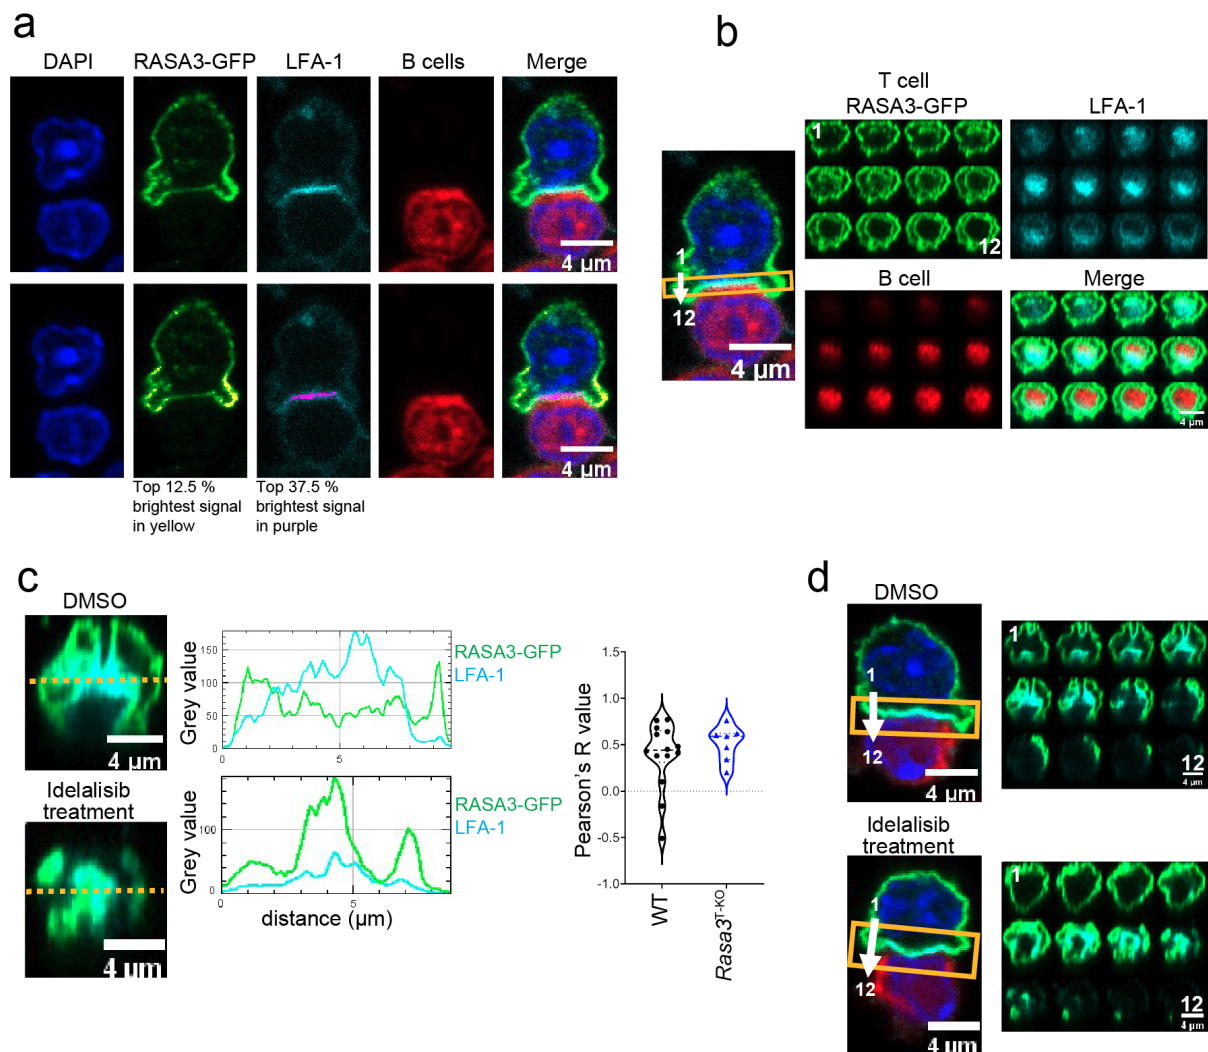 a
DAPI RASA3-GFP LFA-1 B cells Merge
4 µm
4 µm
Top 12.5 %
brightest signal
in yellow
Top 37.5 %
brightest signal
in purple
b
T cell
RASA3-GFP LFA-1
1
12
4 µm
1
12
B cell Merge
4 µm
c
DMSO
4 µm
Idelalisib
treatment
4 µm
Grey value
150
100
50
0
0 5
RASA3-GFP
LFA-1
Grey value
100
0
0 5
distance (µm)
RASA3-GFP
LFA-1
Pearson's R value
1.5
1.0
0.5
0.0
-0.5
-1.0
WT
Rasa3T-KO
d
DMSO
1
12
4 µm
1
12
4 µm
Idelalisib
treatment
1
12
4 µm
1
12
4 µm